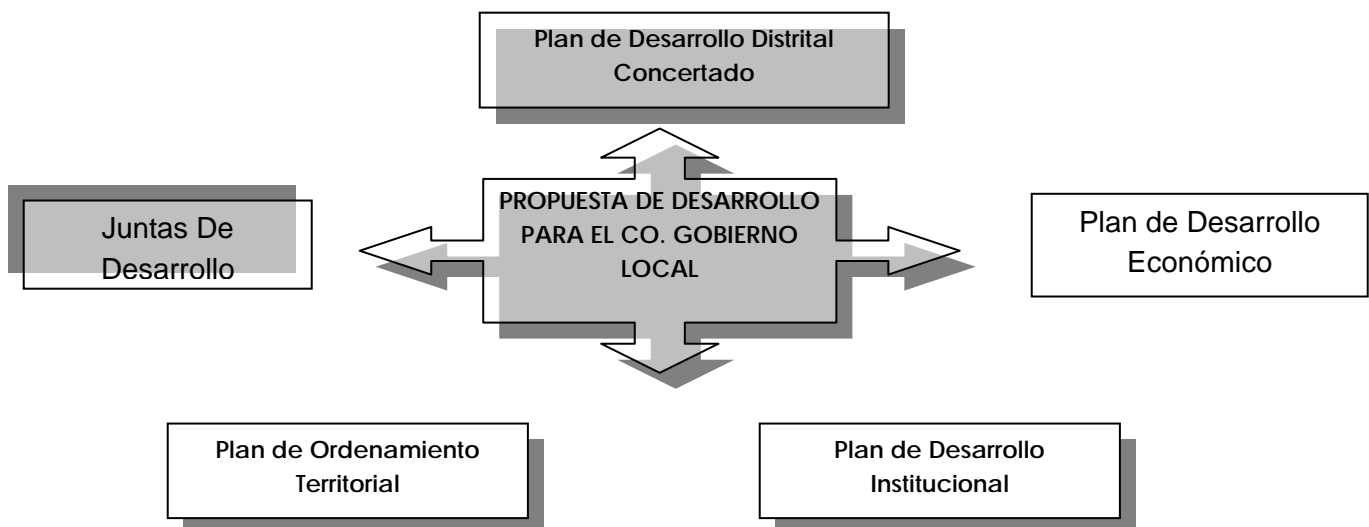 Plan de Desarrollo Distrital
Concertado
PROPUESTA DE DESARROLLO
PARA EL CO. GOBIERNO
LOCAL
Juntas De
Desarrollo
Plan de Desarrollo
Económico
Plan de Ordenamiento
Territorial
Plan de Desarrollo
Institucional